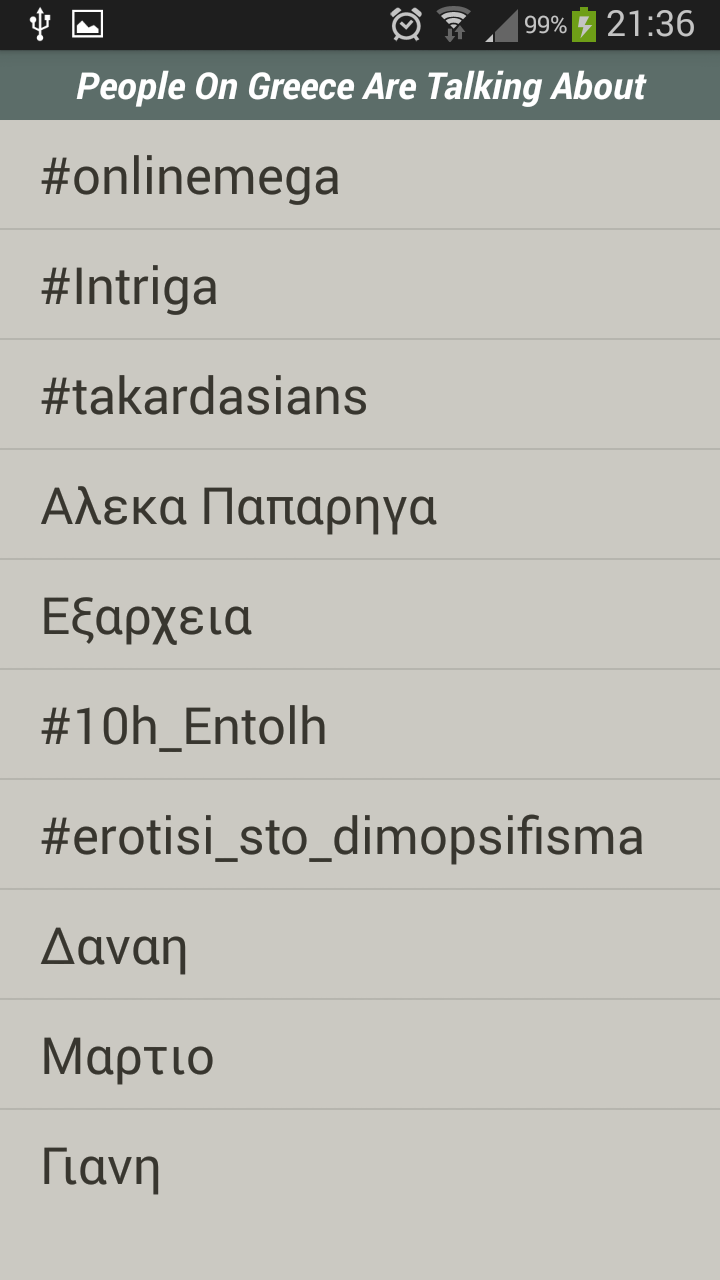 99% 21:36
People On Greece Are Talking About
#onlinemega
#Intriga
#takardasians
Αλεκα Παπαρηγα
Εξαρχεια
#10h_Entolh
#erotisi_sto_dimopsifisma
Δαναη
Μαρτιο
Γιανη